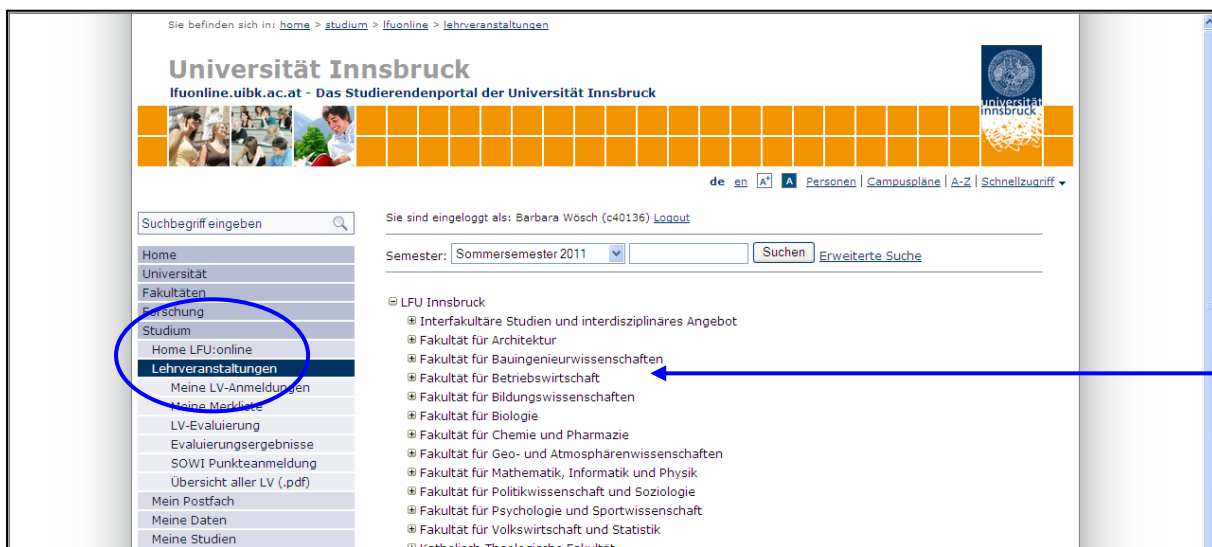 Sie befinden sich in: home > studium > lfuonline > lehrveranstaltungen
Universität Innsbruck
lfuonline.uibk.ac.at - Das Studierendenportal der Universität Innsbruck
universität
innsbruck
de en A+ A Personen | Campuspläne | A-Z | Schnellzugriff
Suchbegriff eingeben
Sie sind eingeloggt als: Barbara Wösch (c40136) Logout
Semester: Sommersemester 2011 Suchen Erweiterte Suche
Home
Universität
Fakultäten
Forschung
Studium
Home LFU:online
Lehrveranstaltungen
Meine LV-Anmeldungen
Meine Merkliste
LV-Evaluierung
Evaluierungsergebnisse
SOWI Punkteanmeldung
Übersicht aller LV (.pdf)
Mein Postfach
Meine Daten
Meine Studien
LFU Innsbruck
Interfakultäre Studien und interdisziplinäres Angebot
Fakultät für Architektur
Fakultät für Bauingenieurwissenschaften
Fakultät für Betriebswirtschaft
Fakultät für Bildungswissenschaften
Fakultät für Biologie
Fakultät für Chemie und Pharmazie
Fakultät für Geo- und Atmosphärenwissenschaften
Fakultät für Mathematik, Informatik und Physik
Fakultät für Politikwissenschaft und Soziologie
Fakultät für Psychologie und Sportwissenschaft
Fakultät für Volkswirtschaft und Statistik
Katholisch-Theologische Fakultät